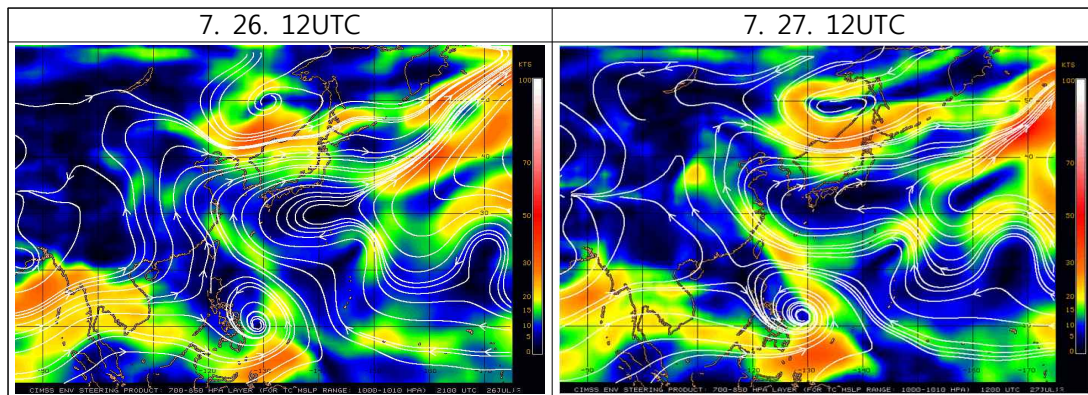 7. 26. 12UTC
7. 27. 12UTC
KTS
100
70
50
30
20
15
10
0
CIMSS ENV STEERING PRODUCT: 700-850 HPA LAYER (FOR TC MSLP RANGE: 1000-1010 HPA) 2100 UTC 26JUL
KTS
100
70
50
30
20
15
10
0
CIMSS ENV STEERING PRODUCT: 700-850 HPA LAYER (FOR TC MSLP RANGE: 1000-1010 HPA) 1200 UTC 27JUL